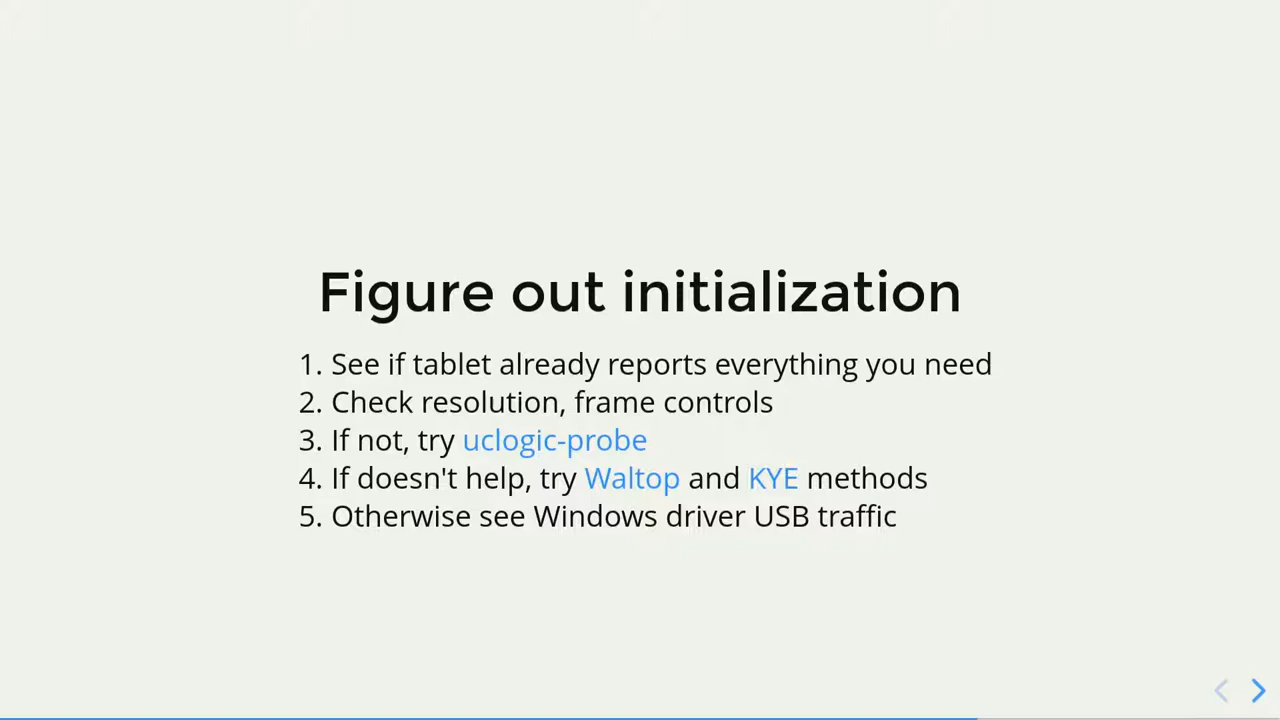 Figure out initialization
1. See if tablet already reports everything you need
2. Check resolution, frame controls
3. If not, try uclogic-probe
4. If doesn't help, try Waltop and KYE methods
5. Otherwise see Windows driver USB traffic